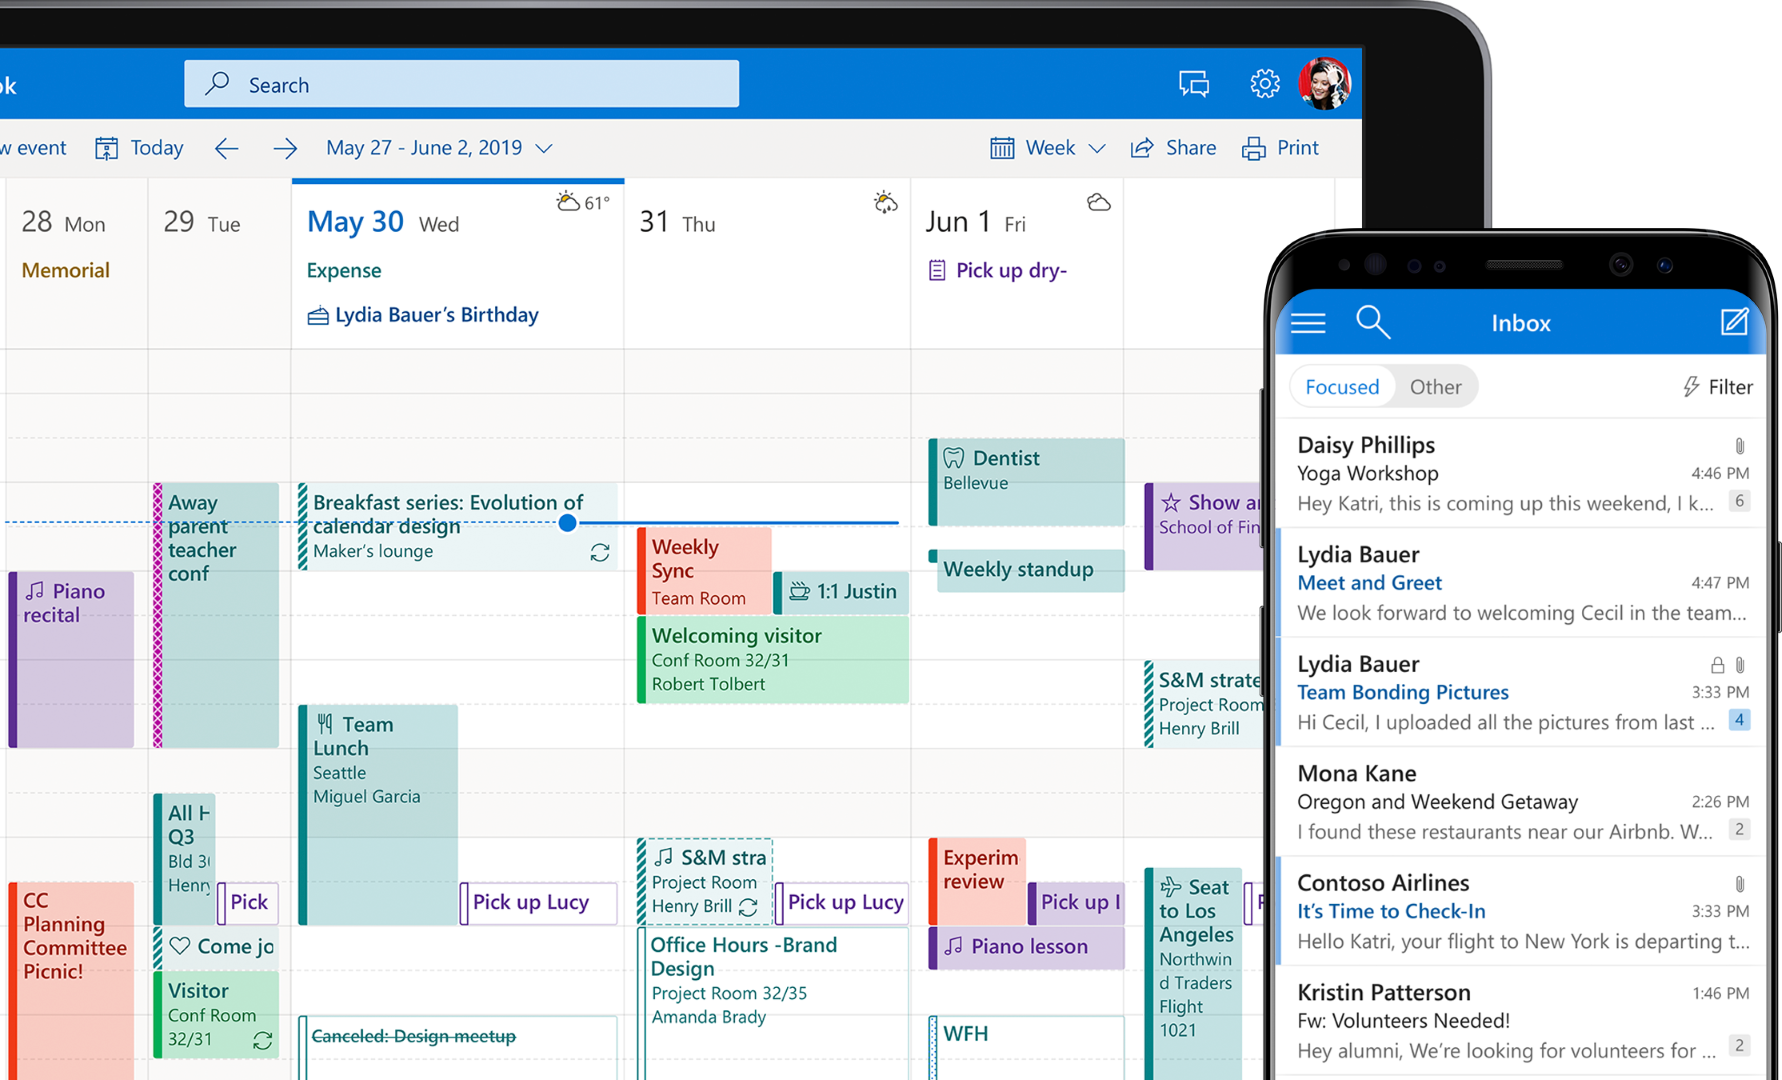 ok
Search
w event
Today
May 27 - June 2, 2019
Week
Share
Print
28 Mon
29 Tue
May 30 Wed
61°
31 Thu
Jun 1 Fri
Memorial
Expense
Lydia Bauer’s Birthday
Pick up dry-
Piano
recital
CC
Planning
Committee
Picnic!
Away
parent
teacher
conf
All H
Q3
Bld 30
Henry
Pick
Come jo
Visitor
Conf Room
32/31
Breakfast series: Evolution of
calendar design
Maker’s lounge
Team
Lunch
Seattle
Miguel Garcia
Pick up Lucy
Canceled: Design meetup
Weekly
Sync
Team Room
1:1 Justin
Welcoming visitor
Conf Room 32/31
Robert Tolbert
S&M stra
Project Room
Henry Brill
Pick up Lucy
Office Hours -Brand
Design
Project Room 32/35
Amanda Brady
Dentist
Bellevue
Weekly standup
Experim
review
Pick up l
Piano lesson
WFH
Show an
School of Fin
S&M strate
Project Room
Henry Brill
Seat
to Los
Angeles
Northwin
d Traders
Flight
1021
Inbox
Focused
Other
Filter
Daisy Phillips
Yoga Workshop
4:46 PM
Hey Katri, this is coming up this weekend, I k...
6
Lydia Bauer
Meet and Greet
4:47 PM
We look forward to welcoming Cecil in the team...
Lydia Bauer
Team Bonding Pictures
3:33 PM
Hi Cecil, I uploaded all the pictures from last ...
4
Mona Kane
Oregon and Weekend Getaway
2:26 PM
I found these restaurants near our Airbnb. W...
2
Contoso Airlines
It’s Time to Check-In
3:33 PM
Hello Katri, your flight to New York is departing t...
Kristin Patterson
1:46 PM
Fw: Volunteers Needed!
Hey alumni, We’re looking for volunteers for ...
2